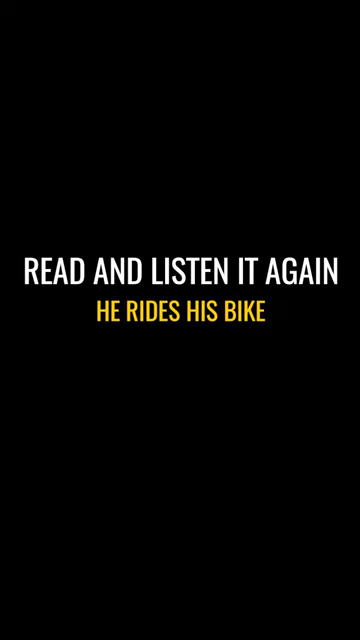 READ AND LISTEN IT AGAIN
HE RIDES HIS BIKE